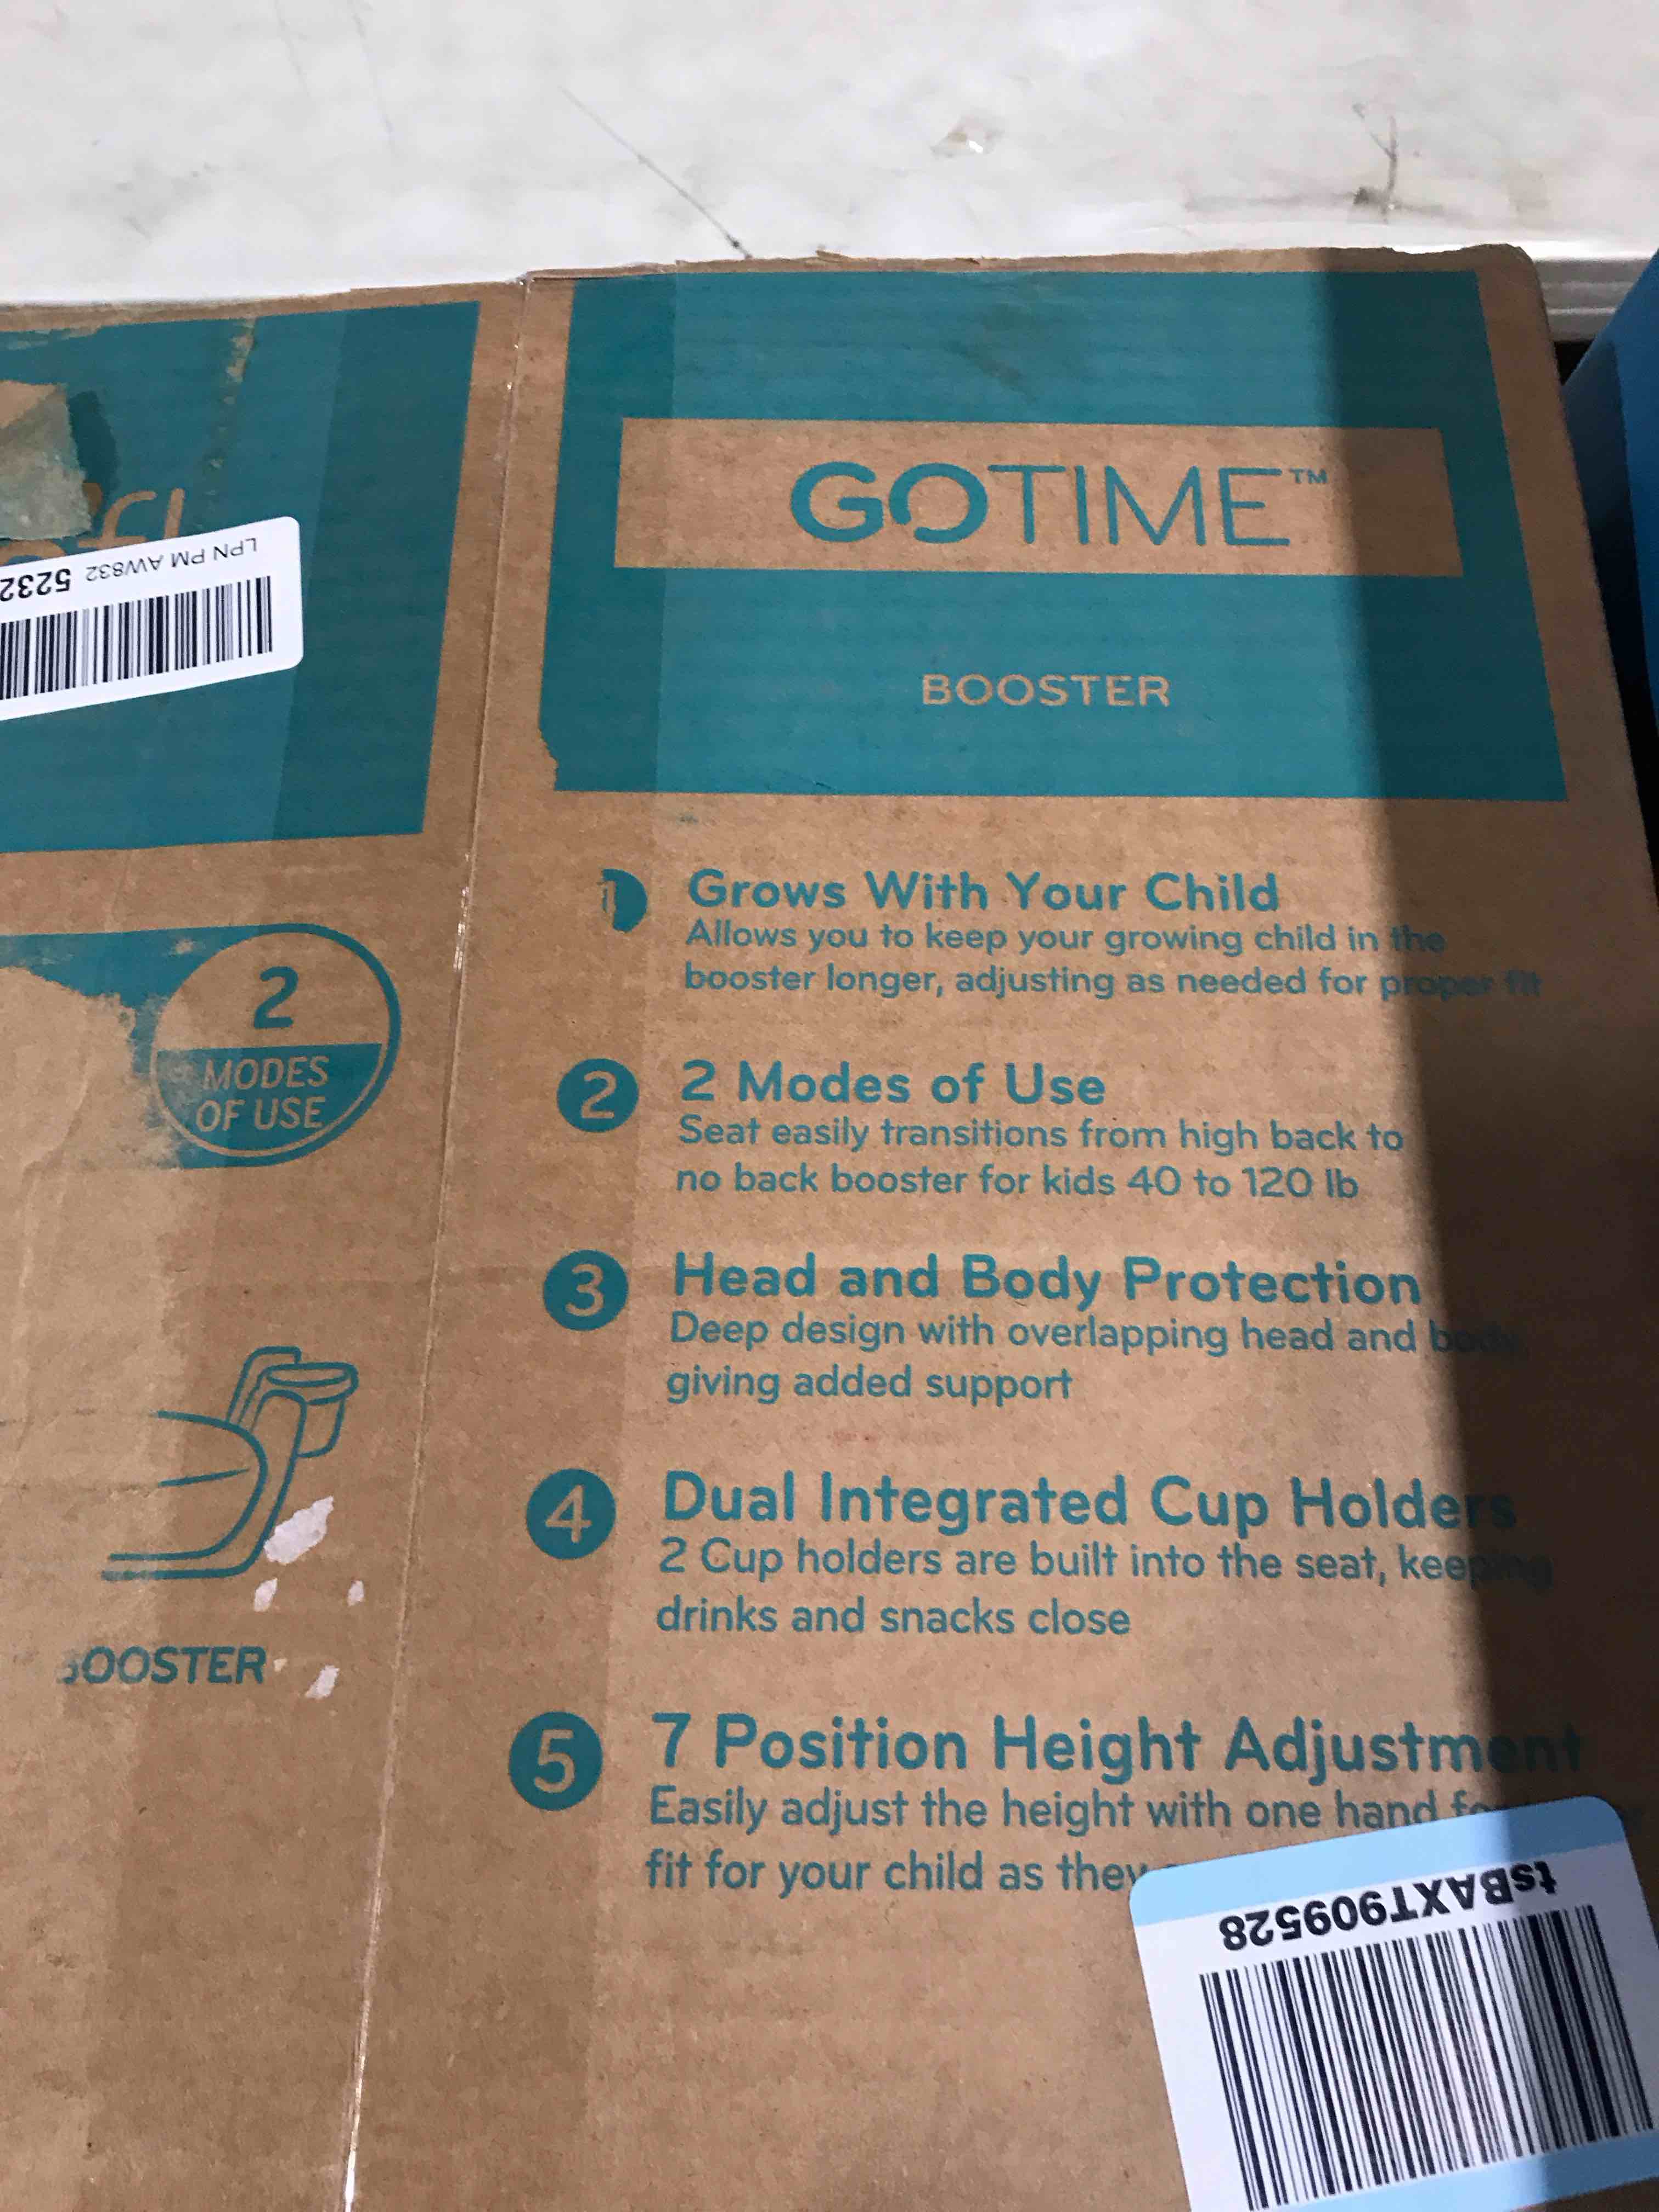 LPN PM AW832 5232
2
MODES
OF USE
GOTIME™
BOOSTER
1 Grows With Your Child
Allows you to keep your growing child in the
booster longer, adjusting as needed for proper fit
2 2 Modes of Use
Seat easily transitions from high back to
no back booster for kids 40 to 120 lb
3 Head and Body Protection
Deep design with overlapping head and body,
giving added support
4 Dual Integrated Cup Holders
2 Cup holders are built into the seat, keeping
drinks and snacks close
5 7 Position Height Adjustment
Easily adjust the height with one hand
fit for your child as they
BOOSTER
tsBAXT909528